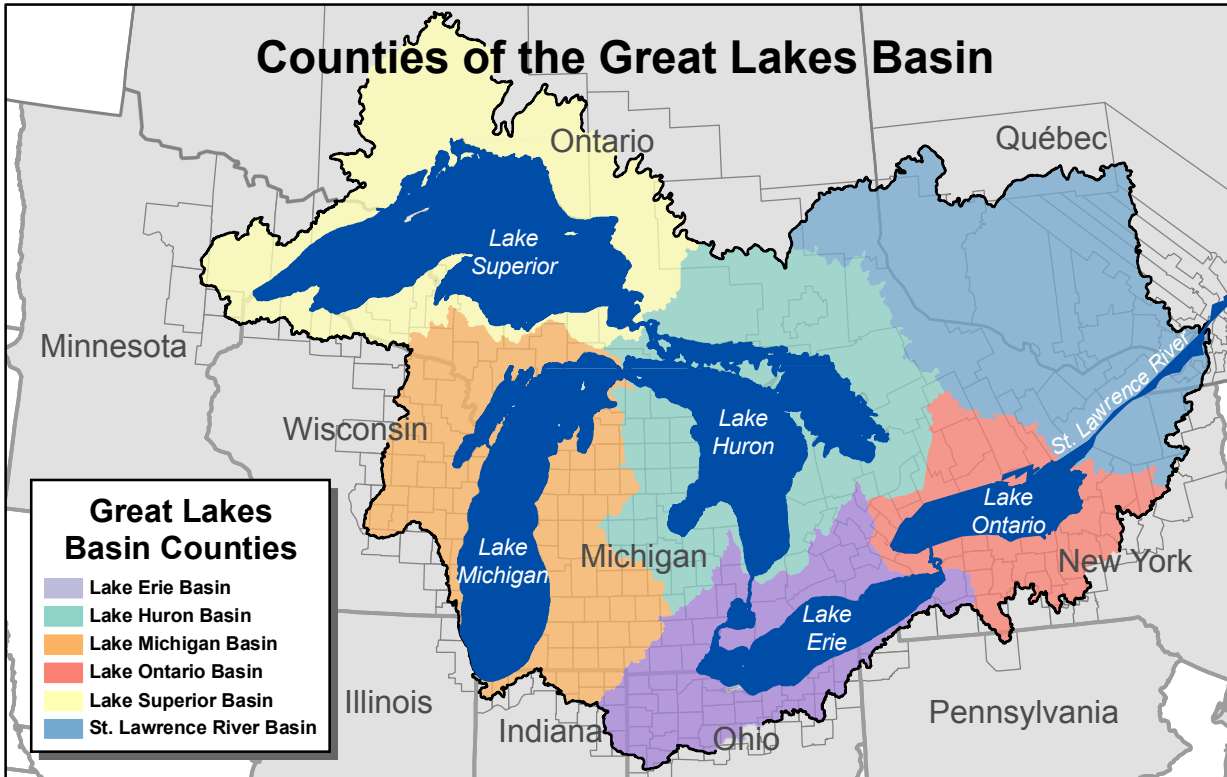 Counties of the Great Lakes Basin
Ontario
Québec
Lake
Superior
Minnesota
St. Lawrence River
Wisconsin
Lake
Huron
Lake
Ontario
Lake
Michigan
Michigan
New York
Lake
Erie
Illinois
Indiana
Ohio
Pennsylvania
Great Lakes
Basin Counties
Lake Erie Basin
Lake Huron Basin
Lake Michigan Basin
Lake Ontario Basin
Lake Superior Basin
St. Lawrence River Basin